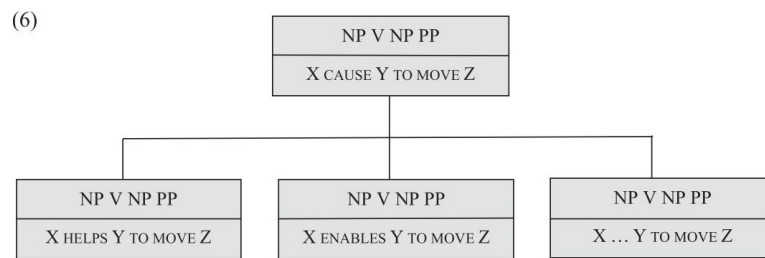 (6)
NP V NP PP
X CAUSE Y TO MOVE Z
NP V NP PP
X HELPS Y TO MOVE Z
NP V NP PP
X ENABLES Y TO MOVE Z
NP V NP PP
X … Y TO MOVE Z